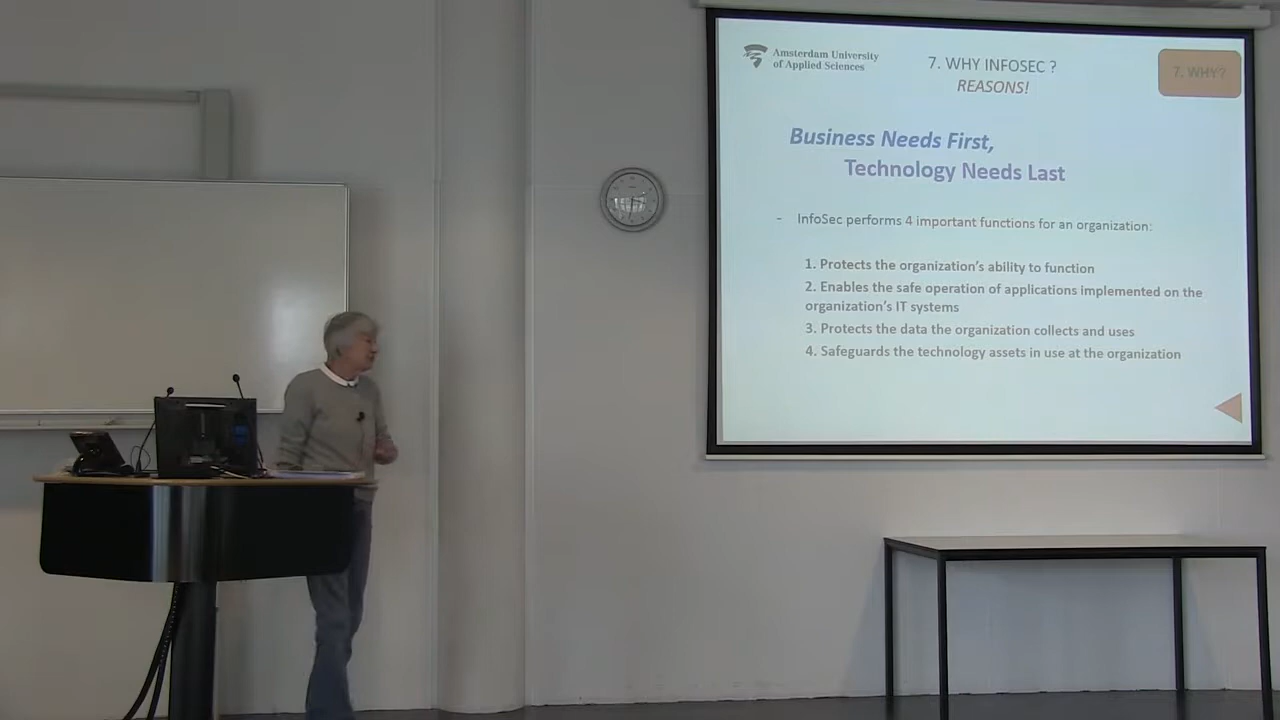 Amsterdam University
of Applied Sciences
7. WHY INFOSEC ?
REASONS!
7. WHY?
Business Needs First,
Technology Needs Last
- InfoSec performs 4 important functions for an organization:
1. Protects the organization's ability to function
2. Enables the safe operation of applications implemented on the
organization's IT systems
3. Protects the data the organization collects and uses
4. Safeguards the technology assets in use at the organization